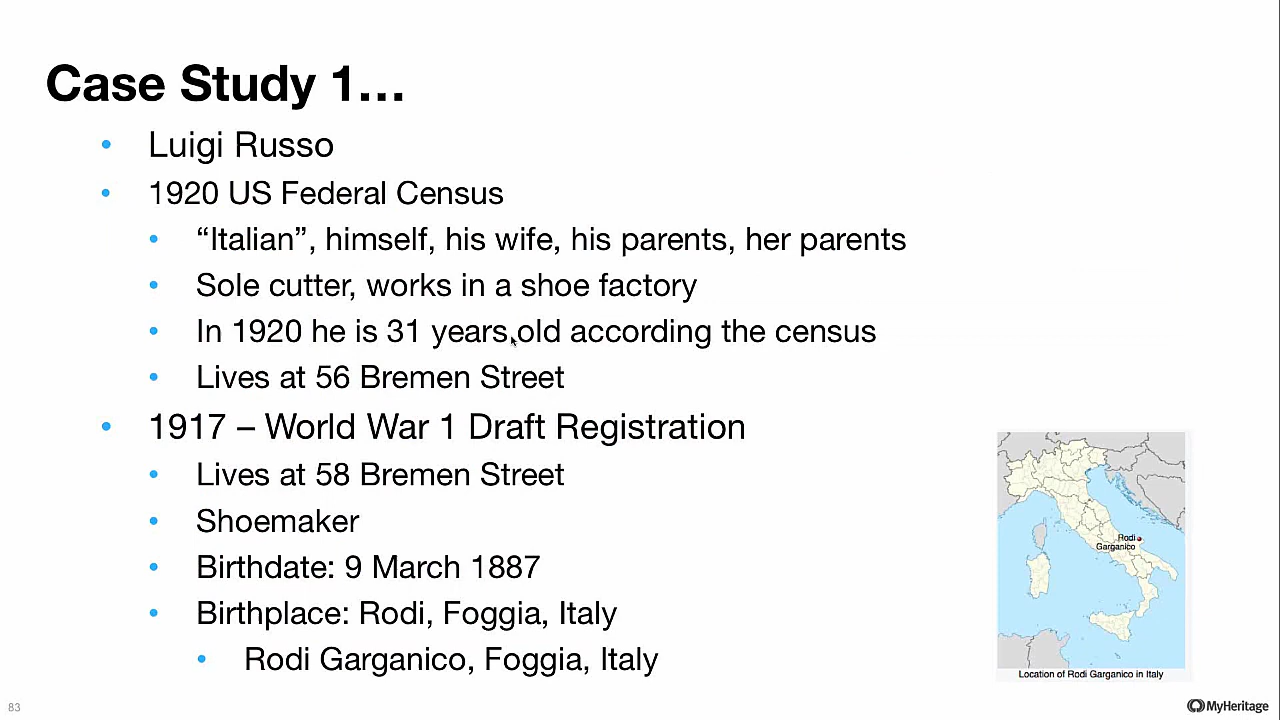 Case Study 1…
• Luigi Russo
• 1920 US Federal Census
• “Italian”, himself, his wife, his parents, her parents
• Sole cutter, works in a shoe factory
• In 1920 he is 31 years old according the census
• Lives at 56 Bremen Street
• 1917 – World War 1 Draft Registration
• Lives at 58 Bremen Street
• Shoemaker
• Birthdate: 9 March 1887
• Birthplace: Rodi, Foggia, Italy
• Rodi Garganico, Foggia, Italy
Rodi
Garganico
Location of Rodi Garganico in Italy
83
MyHeritage